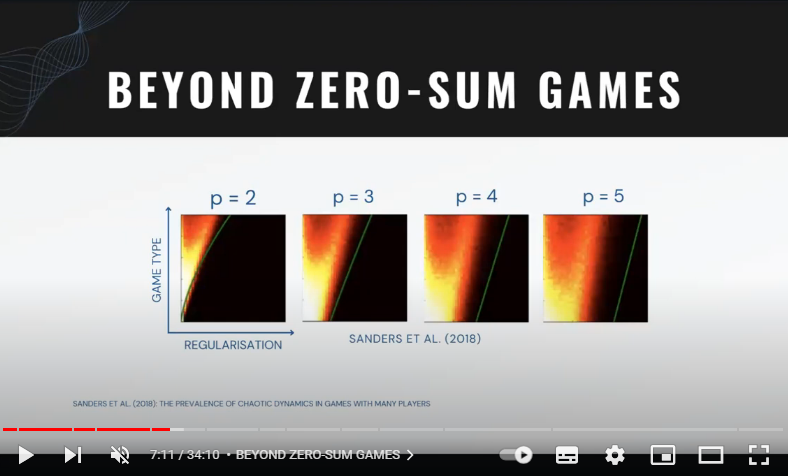 BEYOND ZERO-SUM GAMES
p = 2
p = 3
p = 4
p = 5
GAME TYPE
REGULARISATION
SANDERS ET AL. (2018)
SANDERS ET AL. (2018): THE PREVALENCE OF CHAOTIC DYNAMICS IN GAMES WITH MANY PLAYERS
7:11 / 34:10 • BEYOND ZERO-SUM GAMES